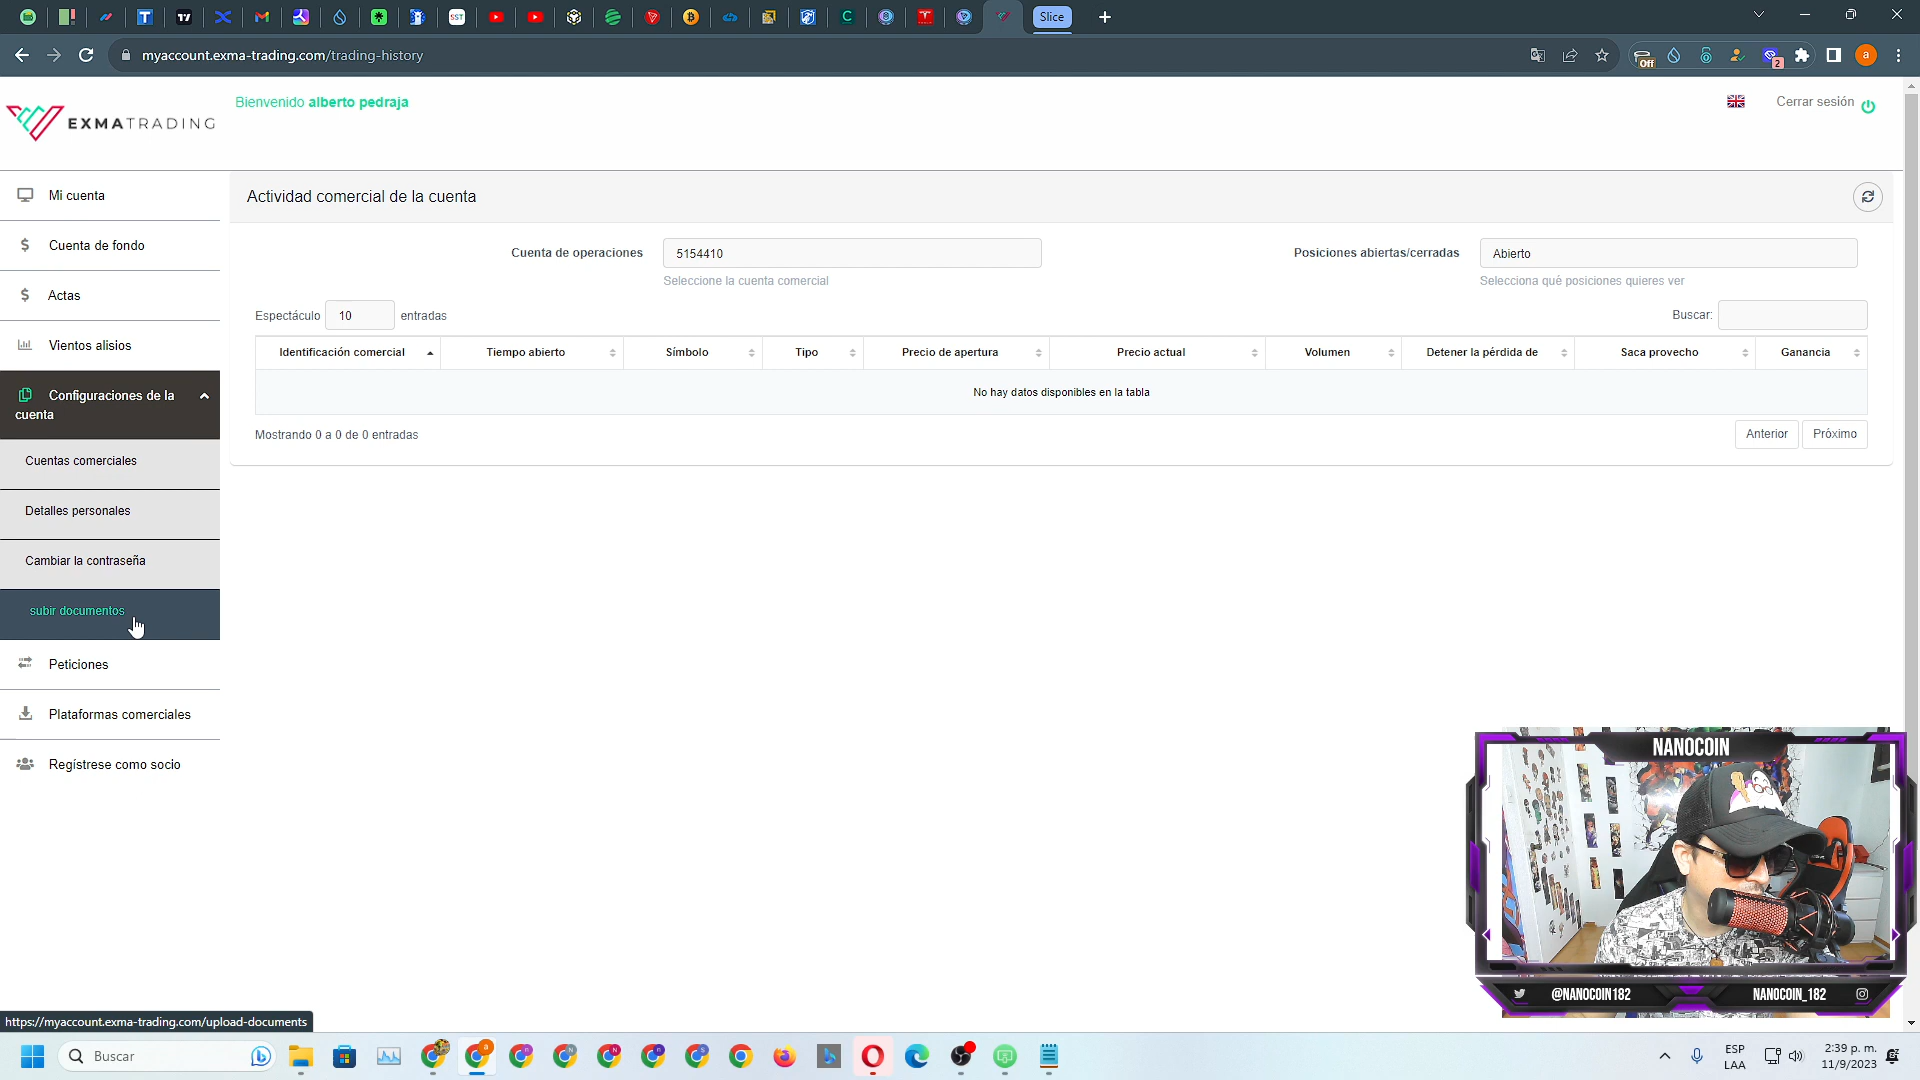 Slice
myaccount.exma-trading.com/trading-history
Off
2
a
EXMATRADING
Bienvenido alberto pedraja
Cerrar sesión
Mi cuenta
Cuenta de fondo
Actas
Vientos alisios
Configuraciones de la
cuenta
Cuentas comerciales
Detalles personales
Cambiar la contraseña
subir documentos
Peticiones
Plataformas comerciales
Regístrese como socio
Actividad comercial de la cuenta
Cuenta de operaciones
5154410
Seleccione la cuenta comercial
Posiciones abiertas/cerradas
Abierto
Selecciona qué posiciones quieres ver
Espectáculo 10 entradas
Buscar:
Identificación comercial Tiempo abierto Símbolo Tipo Precio de apertura Precio actual Volumen Detener la pérdida de Saca provecho Ganancia
No hay datos disponibles en la tabla
Mostrando 0 a 0 de 0 entradas
Anterior Próximo
NANOCOIN
@NANOCOIN182 NANOCOIN_182
https://myaccount.exma-trading.com/upload-documents
Buscar
ESP
LAA
2:39 p. m.
11/9/2023